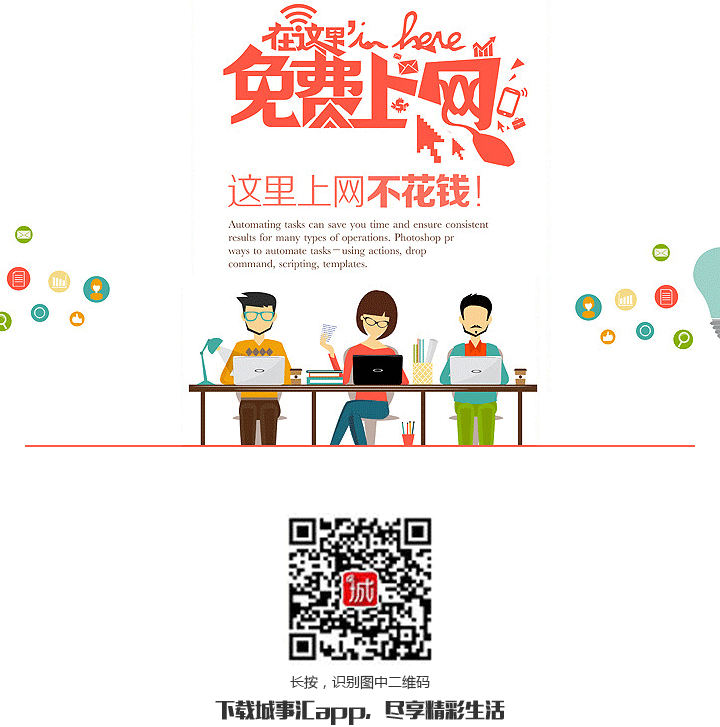 在这里'in here
免费上网
这里上网不花钱!
Automating tasks can save you time and ensure consistent
results for many types of operations. Photoshop pr
ways to automate tasks—using actions, drop
command, scripting, templates.
诚
长按，识别图中二维码
下载城事汇app，尽享精彩生活